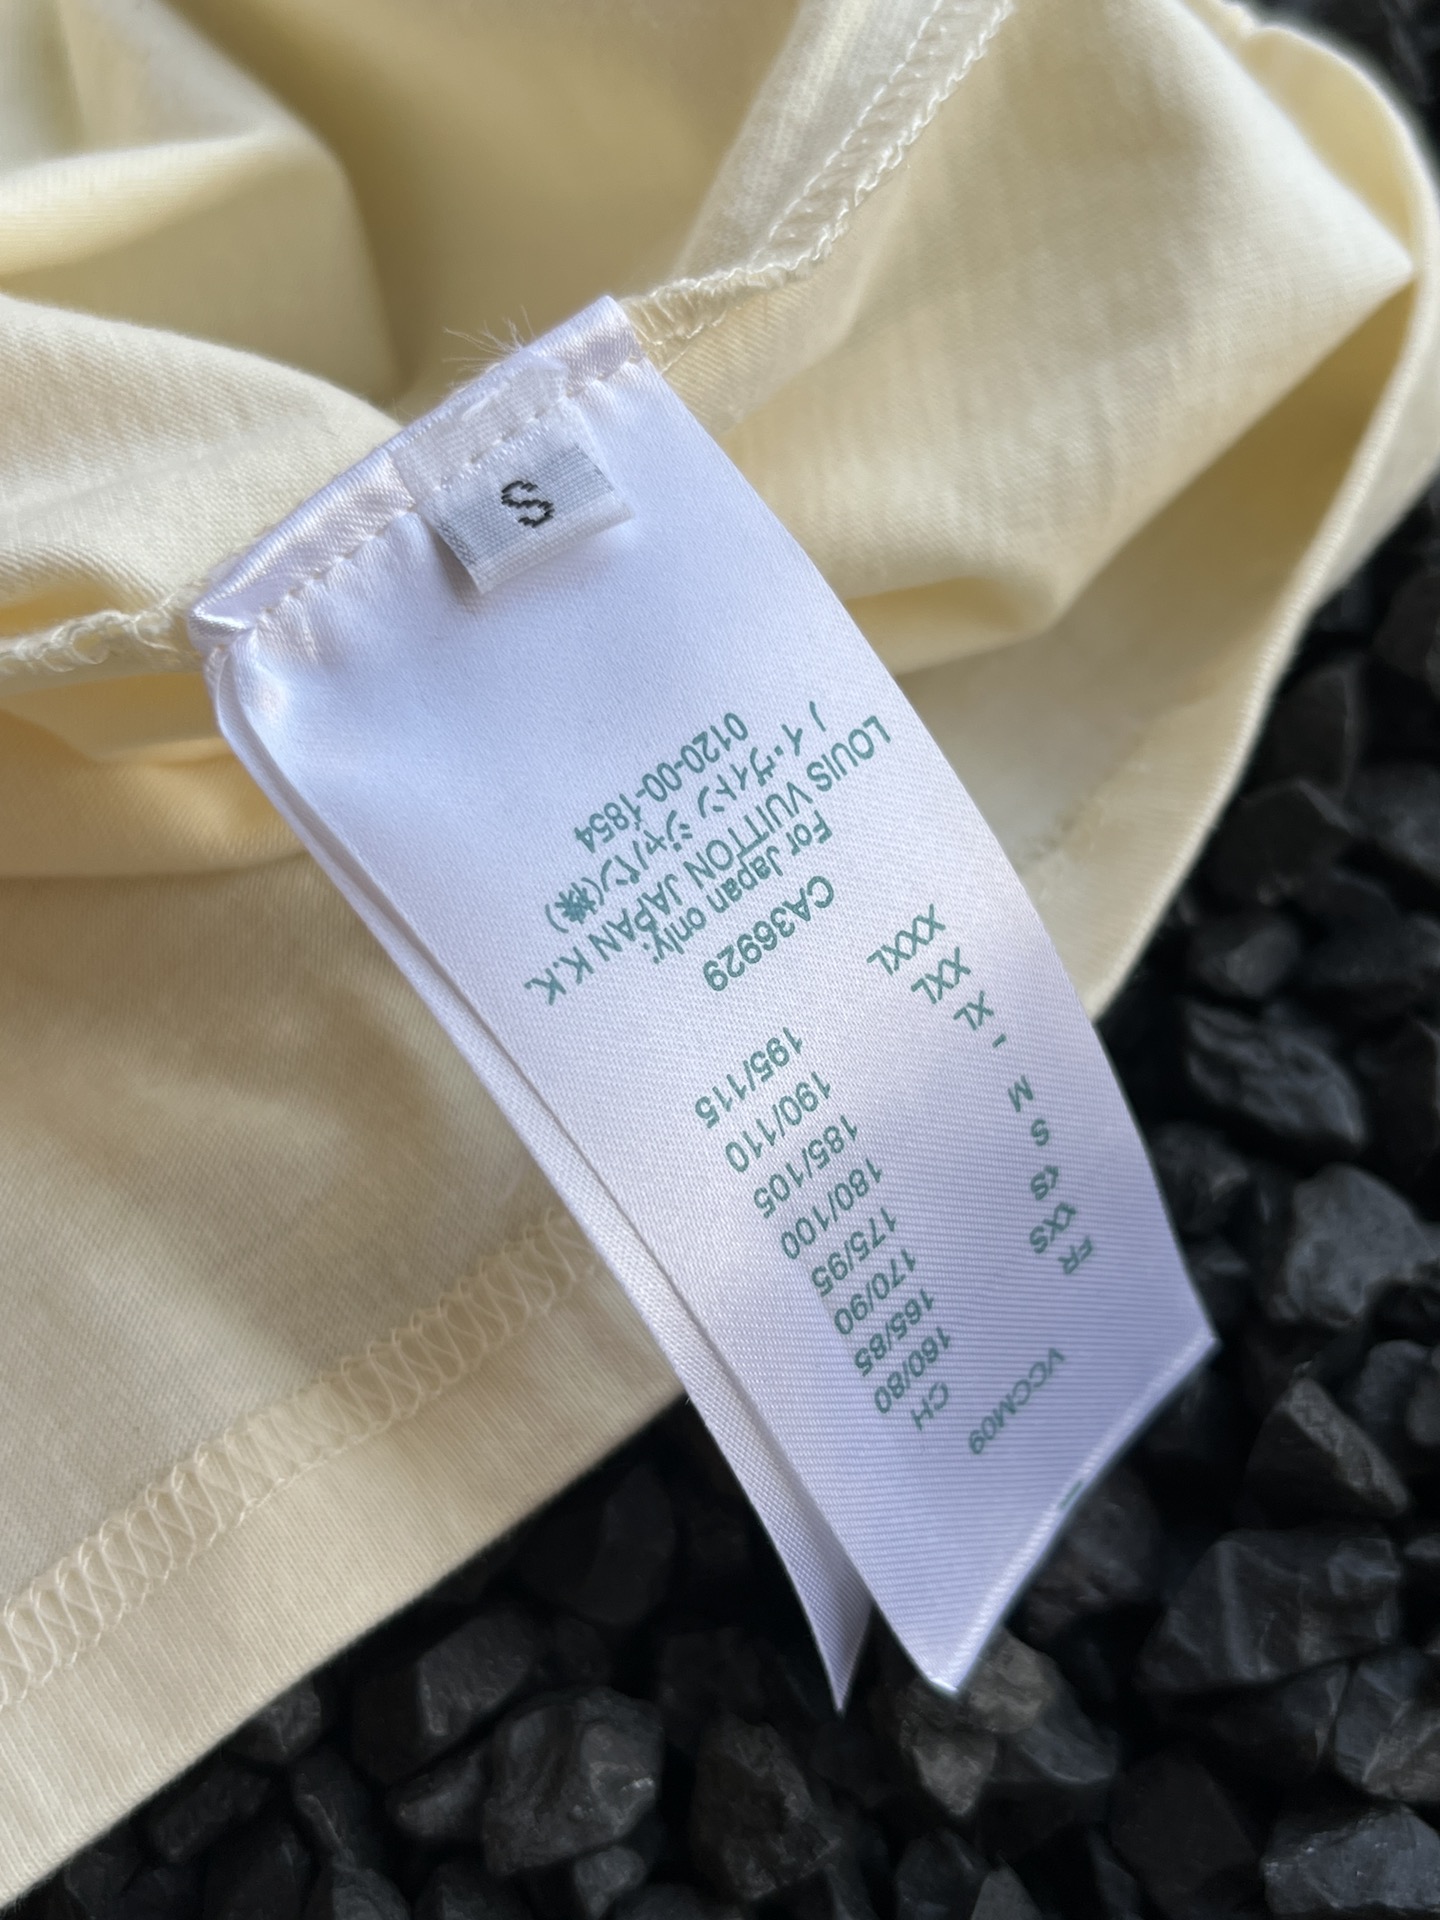 S
VCCM09
FR CH
XXS 160/80
XS 165/85
S 170/90
M 175/95
L 180/100
XL 185/105
XXL 190/110
XXXL 195/115
CA36929
For Japan only:
LOUIS VUITTON JAPAN K.K.
ルイ・ヴィトン ジャパン(株)
0120-00-1854